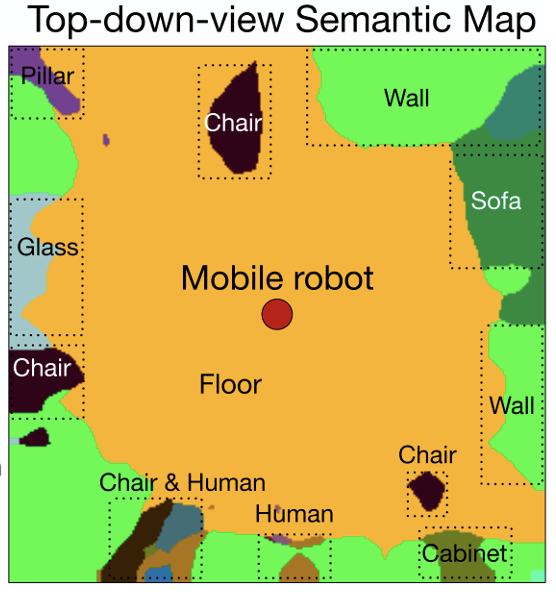 Top-down-view Semantic Map
Pillar
Chair
Wall
Sofa
Glass
Mobile robot
Chair
Floor
Wall
Chair
Chair & Human
Human
Cabinet